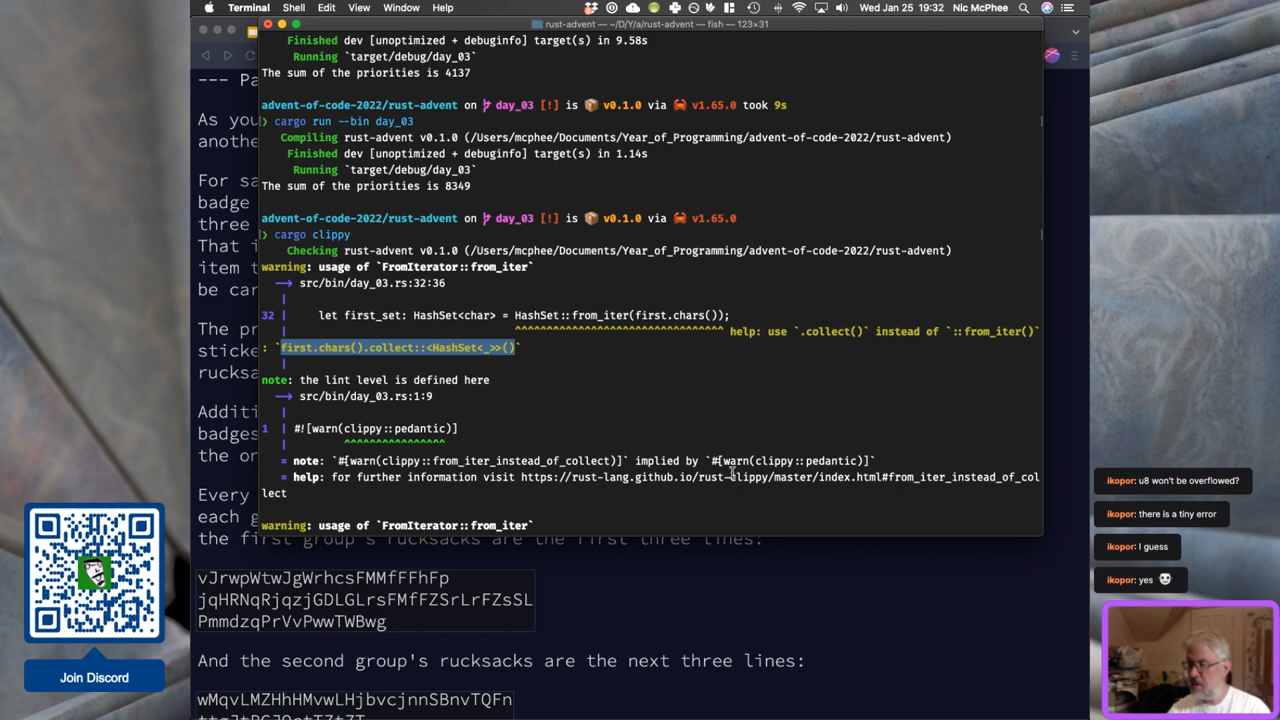 Terminal Shell Edit View Window Help
Wed Jan 25 19:32 Nic McPhee
rust-advent — ~/D/Y/a/rust-advent — fish — 123×31
Finished dev [unoptimized + debuginfo] target(s) in 9.58s
Running `target/debug/day_03`
The sum of the priorities is 4137
advent-of-code-2022/rust-advent on day_03 [!] is v0.1.0 via v1.65.0 took 9s
❯ cargo run --bin day_03
Compiling rust-advent v0.1.0 (/Users/mcphee/Documents/Year_of_Programming/advent-of-code-2022/rust-advent)
Finished dev [unoptimized + debuginfo] target(s) in 1.14s
Running `target/debug/day_03`
The sum of the priorities is 8349
advent-of-code-2022/rust-advent on day_03 [!] is v0.1.0 via v1.65.0
❯ cargo clippy
Checking rust-advent v0.1.0 (/Users/mcphee/Documents/Year_of_Programming/advent-of-code-2022/rust-advent)
warning: usage of `FromIterator::from_iter`
--> src/bin/day_03.rs:32:36
|
32 | let first_set: HashSet<char> = HashSet::from_iter(first.chars());
| ^^^^^^^^^^^^^^^^^^^^^^^^^^^^^^^^ help: use `.collect()` instead of `::from_iter()`
: `first.chars().collect::<HashSet<_>>()`
|
note: the lint level is defined here
--> src/bin/day_03.rs:1:9
|
1 | #![warn(clippy::pedantic)]
| ^^^^^^^^^^^^^^^^
= note: `#[warn(clippy::from_iter_instead_of_collect)]` implied by `#[warn(clippy::pedantic)]`
= help: for further information visit https://rust-lang.github.io/rust-clippy/master/index.html#from_iter_instead_of_col
lect
warning: usage of `FromIterator::from_iter`
--- Pa
As you
anothe
For sa
badge
three
That i
item t
be car
The pr
sticke
rucksa
Additi
badges
the on
Every
each g
the first group's rucksacks are the first three lines:
vJrwpWtwJgWrhcsFMMfFFhFp
jqHRNqRjqzjGDLGLrsFMfFZSrLrFZsSL
PmmdzqPrVvPwwTWBwg
And the second group's rucksacks are the next three lines:
wMqvLMZHhHMvwLHjbvcjnnSBnvTQFn
Join Discord
ikopor: u8 won't be overflowed?
ikopor: there is a tiny error
ikopor: I guess
ikopor: yes